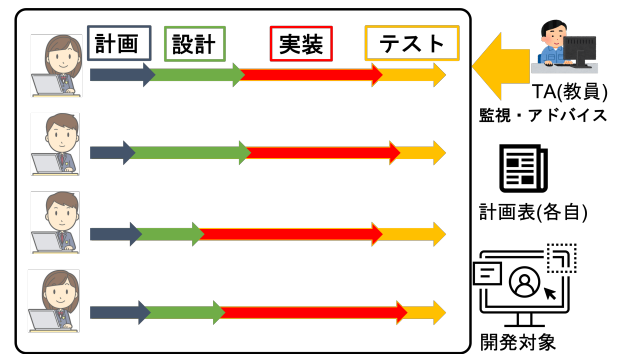 計画
設計
実装
テスト
TA(教員)
監視・アドバイス
計画表(各自)
開発対象